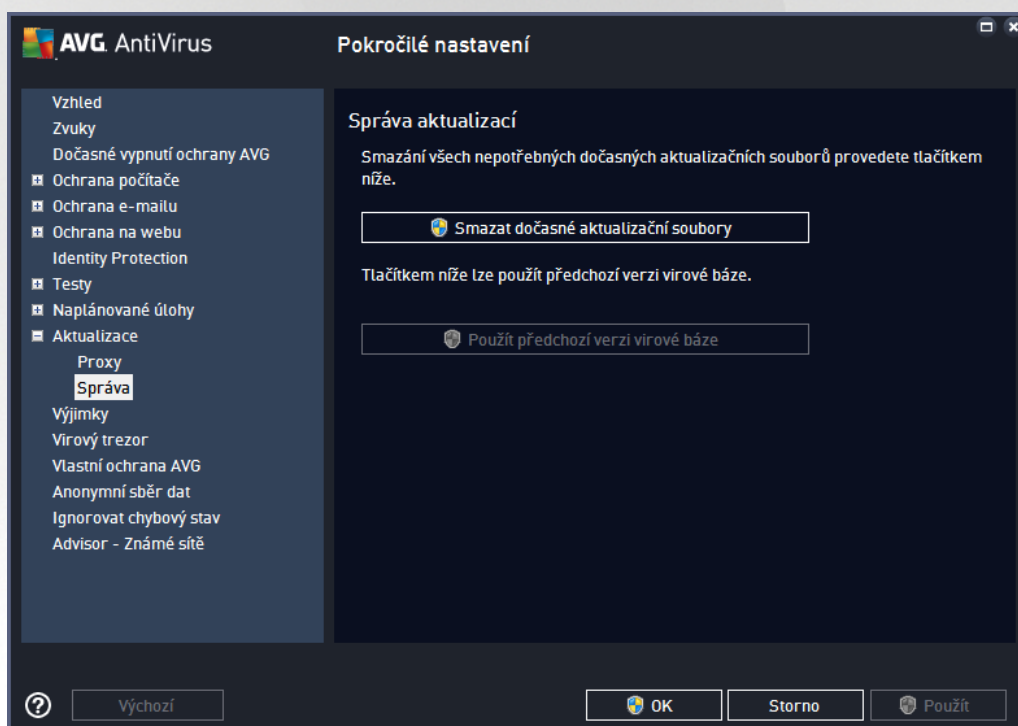 AVG. AntiVirus
Pokročilé nastavení
Vzhled
Zvuky
Dočasné vypnutí ochrany AVG
Ochrana počítače
Ochrana e-mailu
Ochrana na webu
Identity Protection
Testy
Naplánované úlohy
Aktualizace
Proxy
Správa
Výjimky
Virový trezor
Vlastní ochrana AVG
Anonymní sběr dat
Ignorovat chybový stav
Advisor - Známé sítě
Správa aktualizací
Smazání všech nepotřebných dočasných aktualizačních souborů provedete tlačítkem
níže.
Smazat dočasné aktualizační soubory
Tlačítkem níže lze použít předchozí verzi virové báze.
Použít předchozí verzi virové báze
Výchozí
OK
Storno
Použít